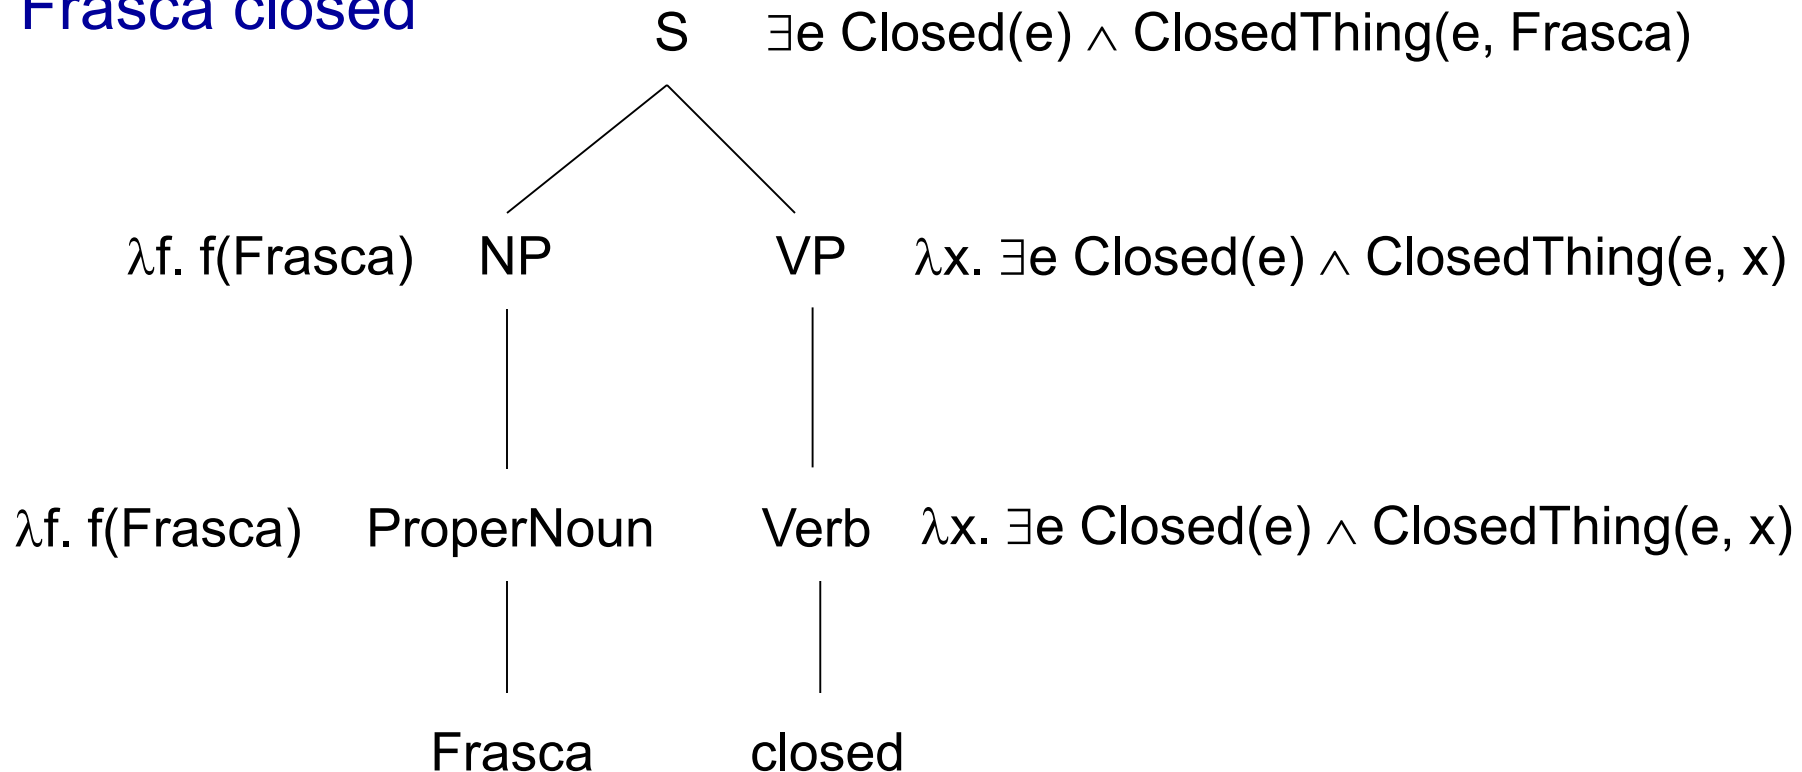 Frasca closed
S ∃e Closed(e) ∧ ClosedThing(e, Frasca)
λf. f(Frasca) NP VP λx. ∃e Closed(e) ∧ ClosedThing(e, x)
λf. f(Frasca) ProperNoun Verb λx. ∃e Closed(e) ∧ ClosedThing(e, x)
Frasca closed